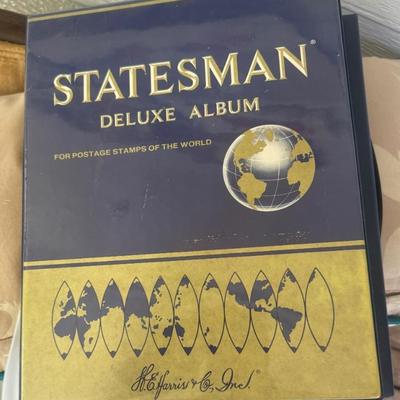 STATESMAN®
DELUXE ALBUM
FOR POSTAGE STAMPS OF THE WORLD
H.E. Harris & Co., Inc.®